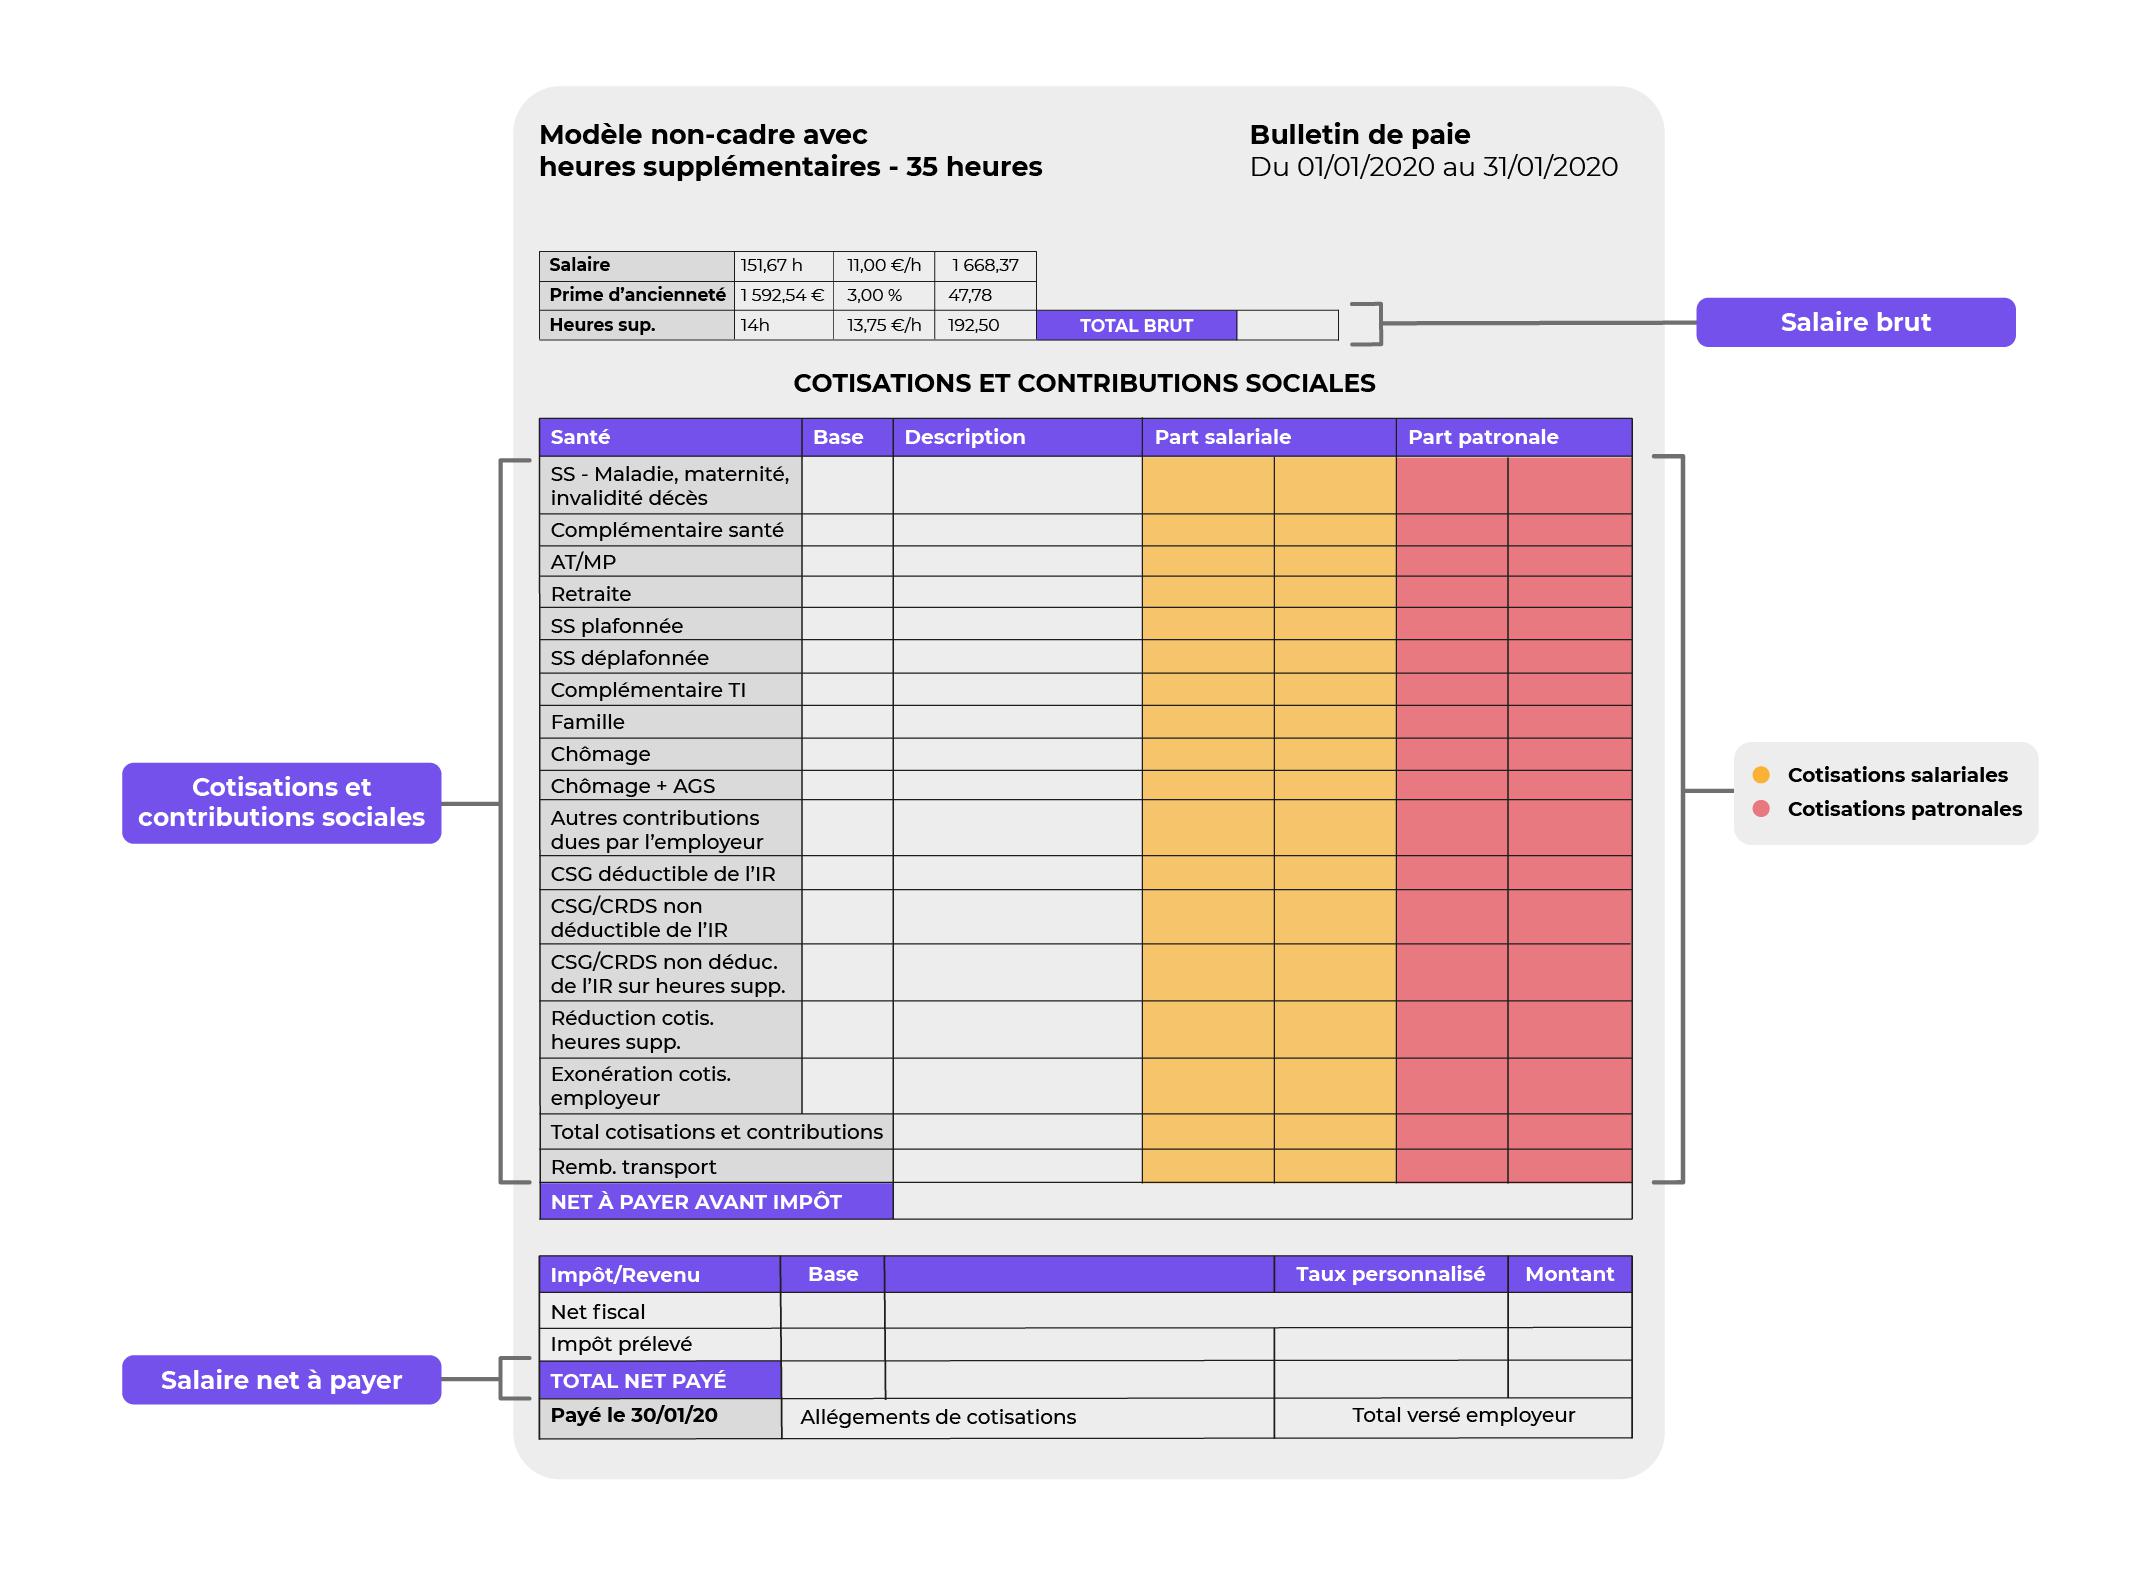 Modèle non-cadre avec
heures supplémentaires - 35 heures
Bulletin de paie
Du 01/01/2020 au 31/01/2020
Salaire 151,67 h 11,00 €/h 1 668,37
Prime d’ancienneté 1 592,54 € 3,00 % 47,78
Heures sup. 14h 13,75 €/h 192,50 TOTAL BRUT
Salaire brut
COTISATIONS ET CONTRIBUTIONS SOCIALES
Santé Base Description Part salariale Part patronale
SS - Maladie, maternité,
invalidité décès
Complémentaire santé
AT/MP
Retraite
SS plafonnée
SS déplafonnée
Complémentaire TI
Famille
Chômage
Chômage + AGS
Autres contributions
dues par l’employeur
CSG déductible de l’IR
CSG/CRDS non
déductible de l’IR
CSG/CRDS non déduc.
de l’IR sur heures supp.
Réduction cotis.
heures supp.
Exonération cotis.
employeur
Total cotisations et contributions
Remb. transport
NET À PAYER AVANT IMPÔT
Cotisations et
contributions sociales
Cotisations salariales
Cotisations patronales
Impôt/Revenu Base Taux personnalisé Montant
Net fiscal
Impôt prélevé
TOTAL NET PAYÉ
Payé le 30/01/20 Allégements de cotisations Total versé employeur
Salaire net à payer